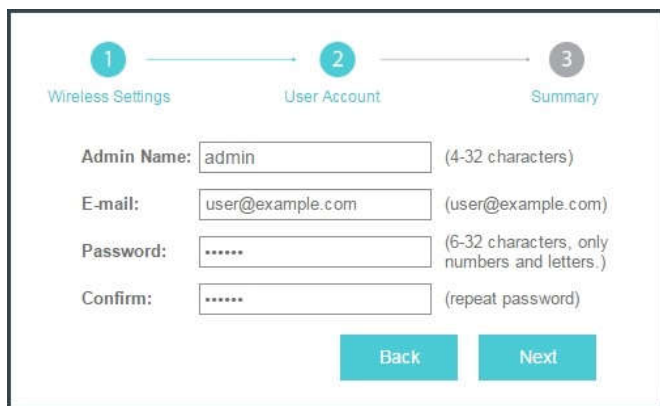 1 2 3
Wireless Settings User Account Summary
Admin Name: admin (4-32 characters)
E-mail: user@example.com (user@example.com)
Password: •••••• (6-32 characters, only
numbers and letters.)
Confirm: •••••• (repeat password)
Back Next